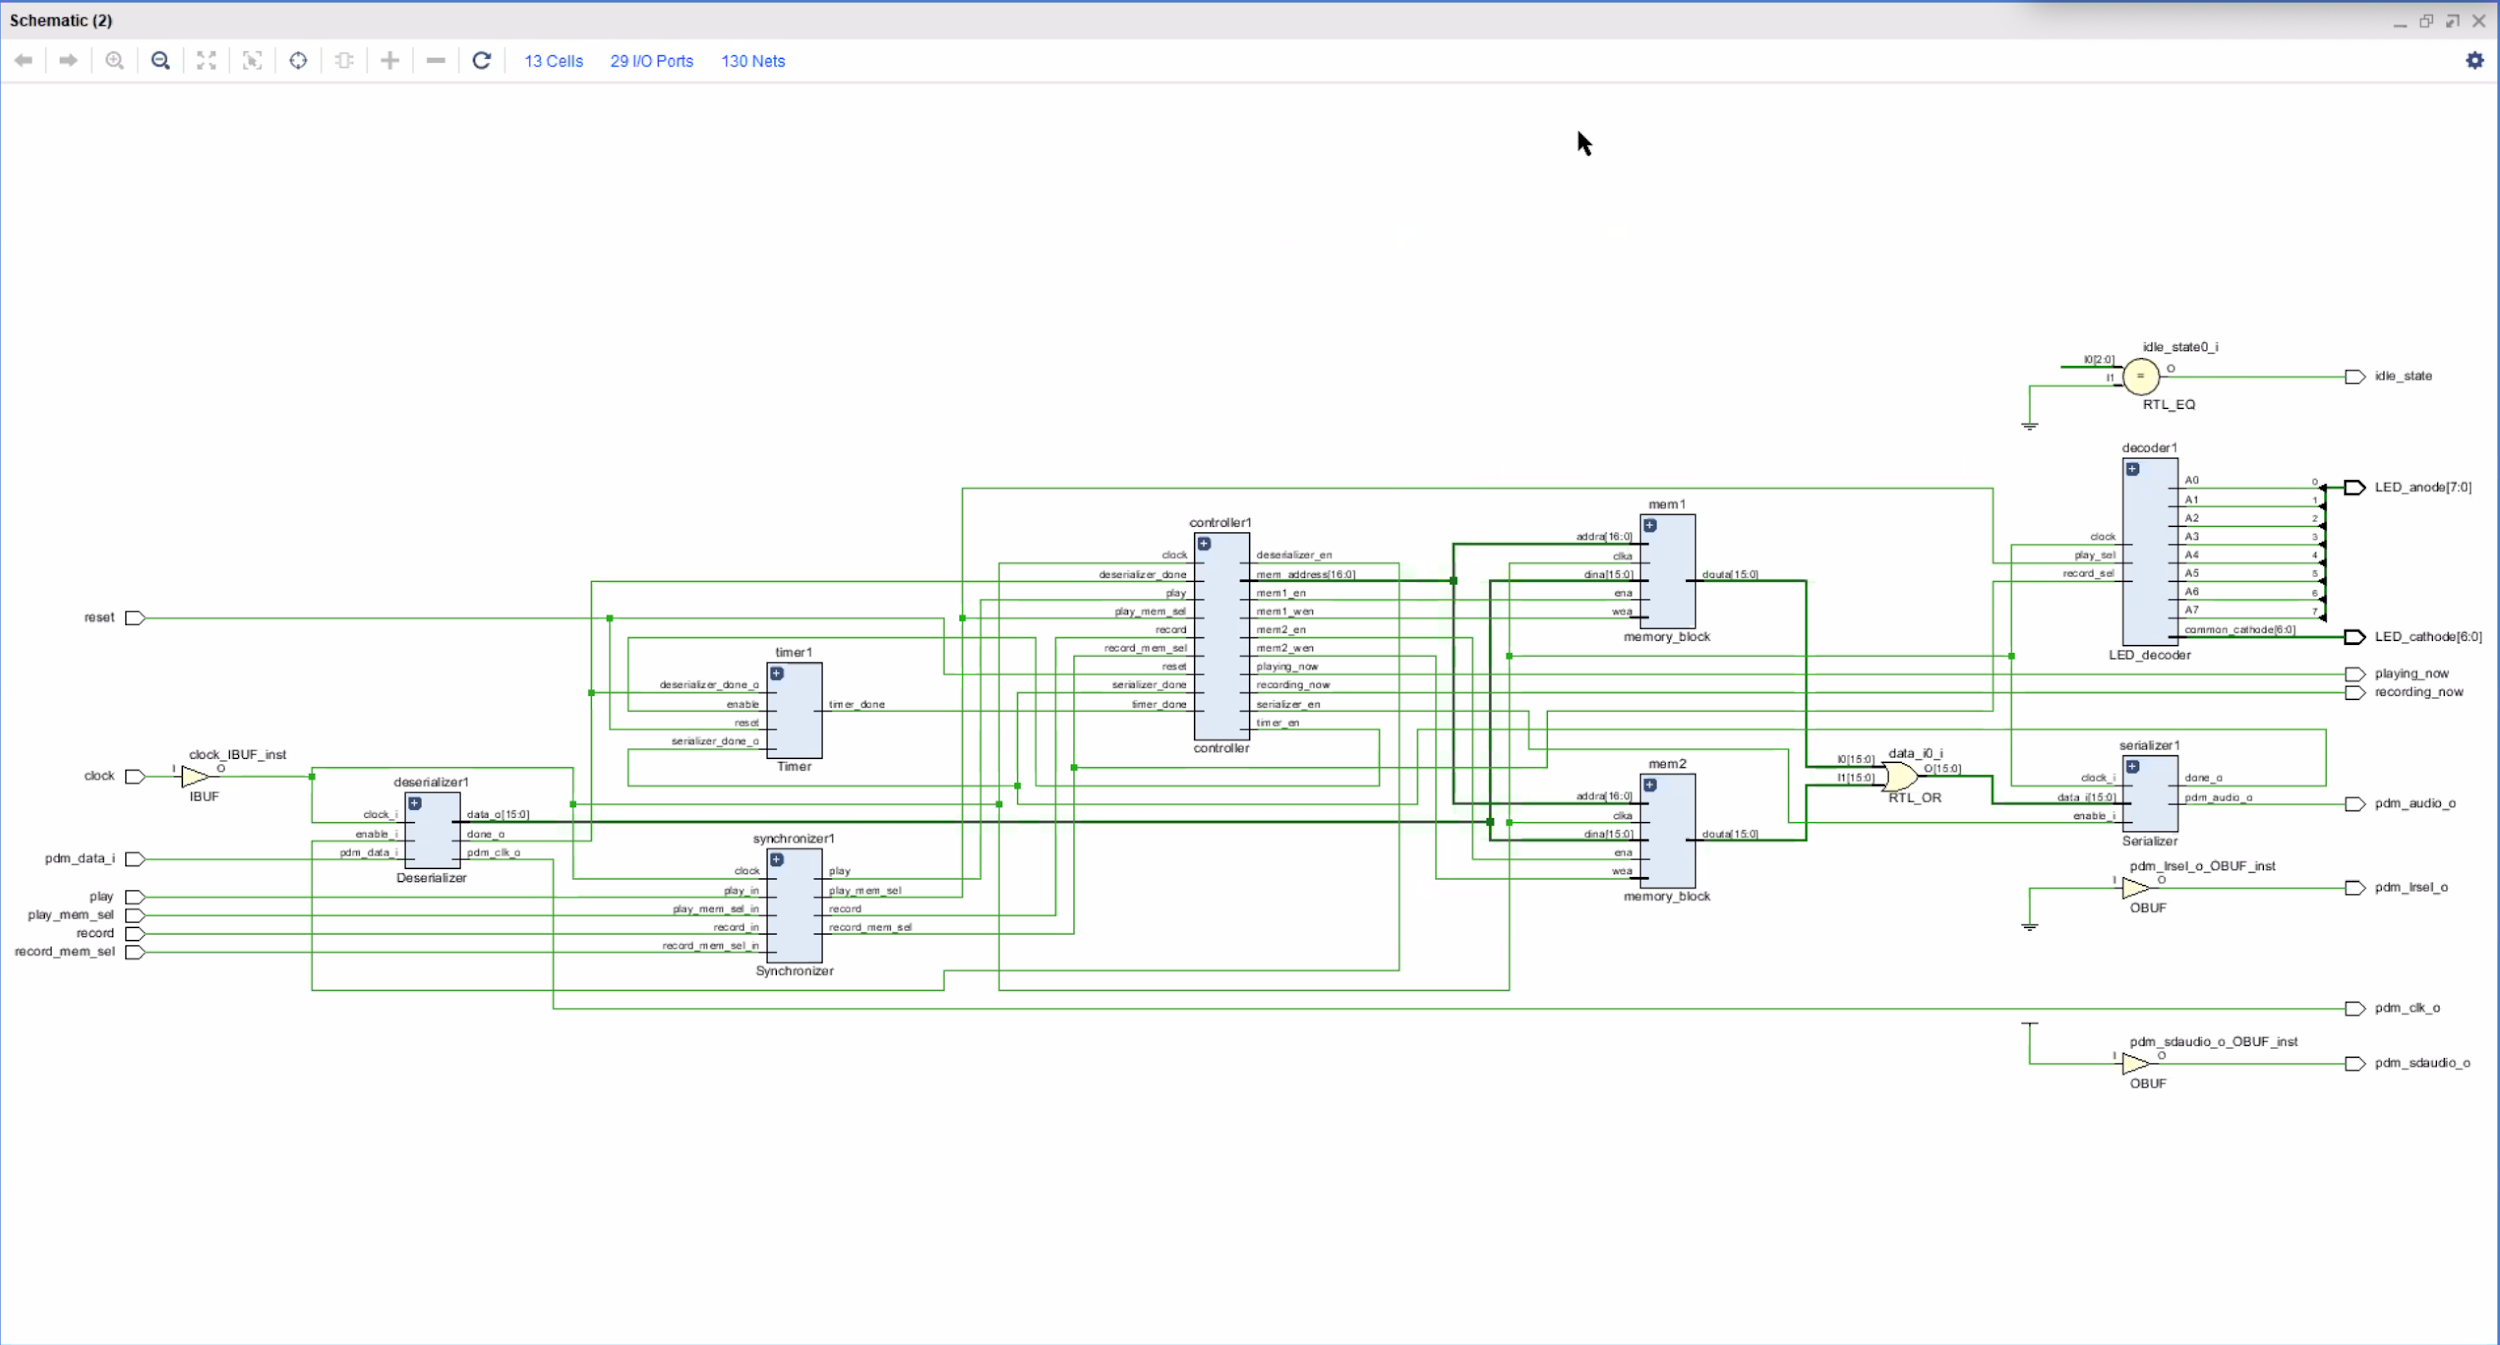 Schematic (2)
13 Cells 29 I/O Ports 130 Nets
idle_state0_i
I0[2:0]
I1
O
=
RTL_EQ
idle_state
decoder1
clock
play_sel
record_sel
A0
A1
A2
A3
A4
A5
A6
A7
common_cathode[6:0]
0
1
2
3
4
5
6
7
LED_decoder
LED_anode[7:0]
LED_cathode[6:0]
playing_now
recording_now
controller1
clock
deserializer_done
play
play_mem_sel
record
record_mem_sel
reset
serializer_done
timer_done
deserializer_en
mem_address[16:0]
mem1_en
mem1_wen
mem2_en
mem2_wen
playing_now
recording_now
serializer_en
timer_en
controller
mem1
addra[16:0]
clka
dina[15:0]
ena
wea
douta[15:0]
memory_block
reset
timer1
deserializer_done_o
enable
reset
serializer_done_o
timer_done
Timer
clock
clock_IBUF_inst
I
O
IBUF
deserializer1
clock_i
enable_i
pdm_data_i
data_o[15:0]
done_o
pdm_clk_o
Deserializer
pdm_data_i
play
play_mem_sel
record
record_mem_sel
synchronizer1
clock
play_in
play_mem_sel_in
record_in
record_mem_sel_in
play
play_mem_sel
record
record_mem_sel
Synchronizer
mem2
addra[16:0]
clka
dina[15:0]
ena
wea
douta[15:0]
memory_block
data_i0_i
I0[15:0]
I1[15:0]
O[15:0]
RTL_OR
serializer1
clock_i
data_i[15:0]
enable_i
done_o
pdm_audio_o
Serializer
pdm_audio_o
pdm_lrsel_o_OBUF_inst
I
O
OBUF
pdm_lrsel_o
pdm_clk_o
pdm_sdaudio_o_OBUF_inst
I
O
OBUF
pdm_sdaudio_o